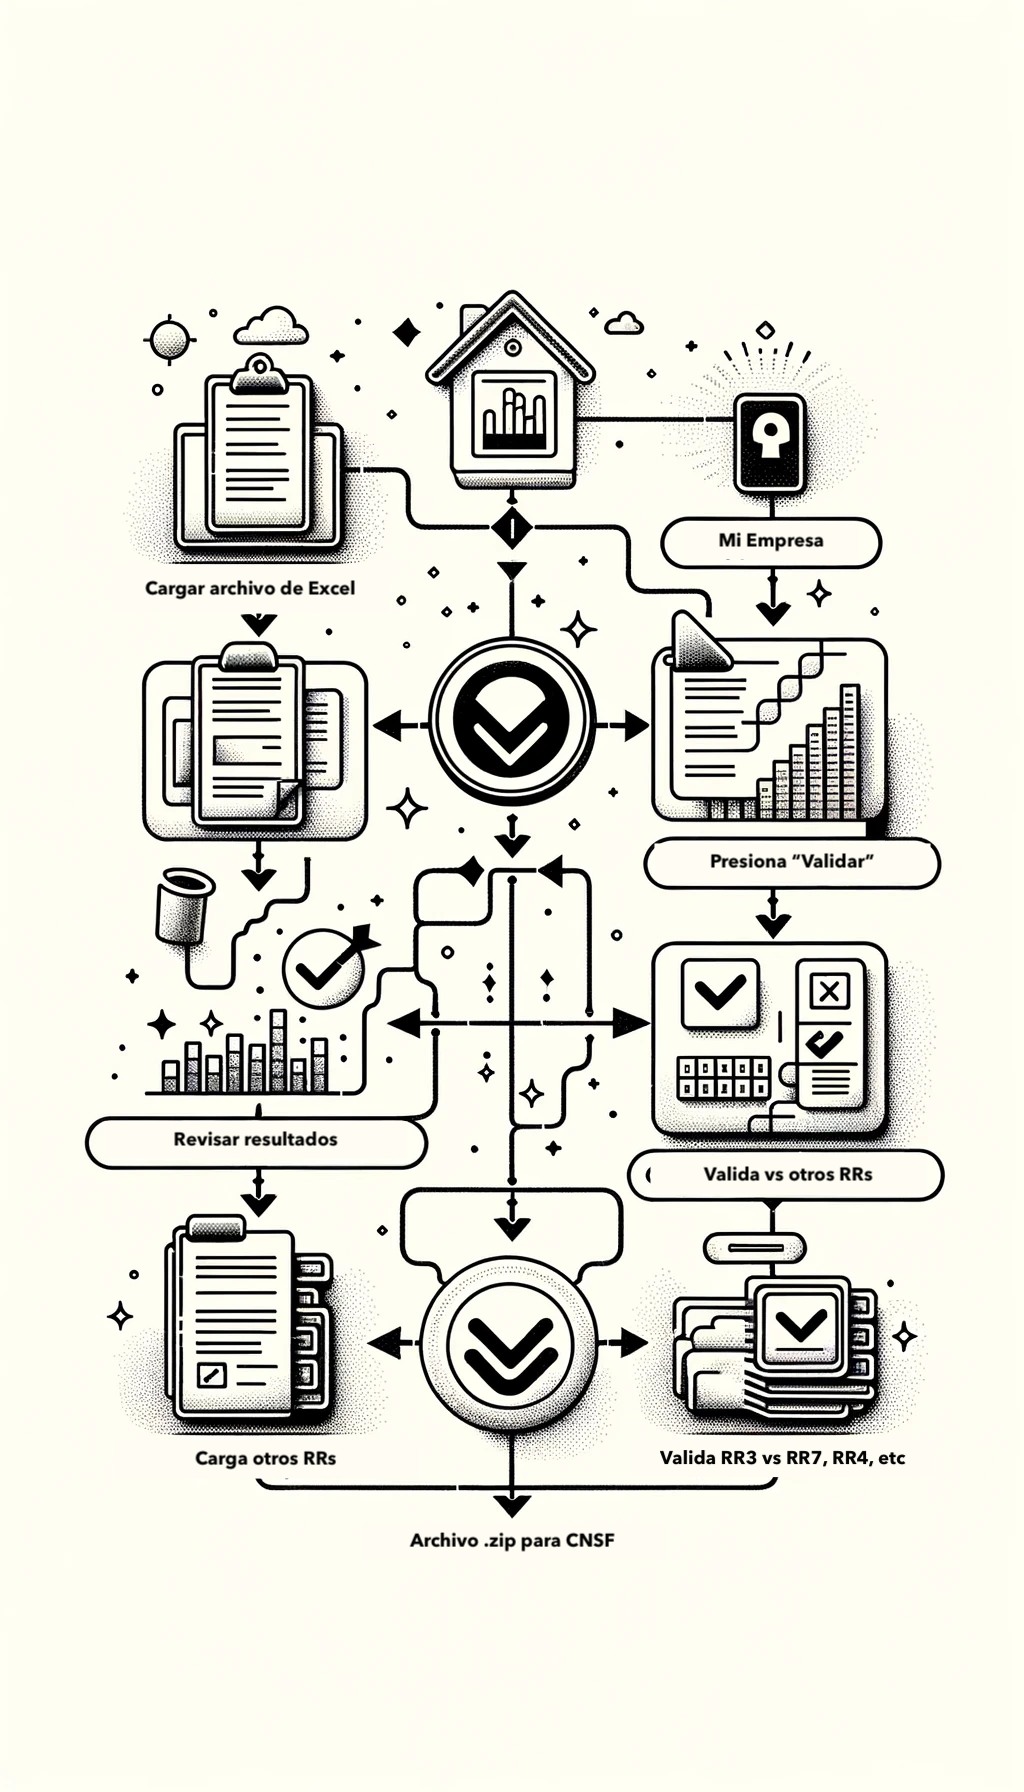 Mi Empresa
Cargar archivo de Excel
Presiona “Validar”
Revisar resultados
Valida vs otros RRs
Carga otros RRs
Valida RR3 vs RR7, RR4, etc
Archivo .zip para CNSF